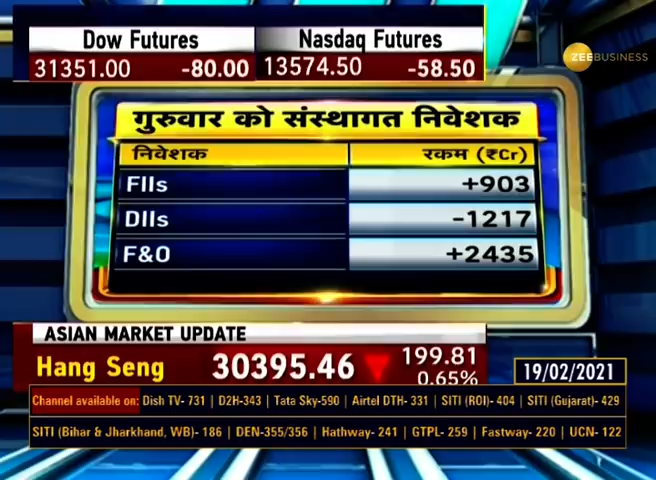 Dow Futures
Nasdaq Futures
31351.00 -80.00
13574.50 -58.50
ZEEBUSINESS
गुरुवार को संस्थागत निवेशक
निवेशक रकम (₹Cr)
FIIs +903
DIIs -1217
F&O +2435
ASIAN MARKET UPDATE
Hang Seng 30395.46 ▼ 199.81
0.65%
19/02/2021
Channel available on: Dish TV- 731 | D2H-343 | Tata Sky-590 | Airtel DTH- 331 | SITI (ROI)- 404 | SITI (Gujarat)- 429
SITI (Bihar & Jharkhand, WB)- 186 | DEN-355/356 | Hathway- 241 | GTPL- 259 | Fastway- 220 | UCN- 122